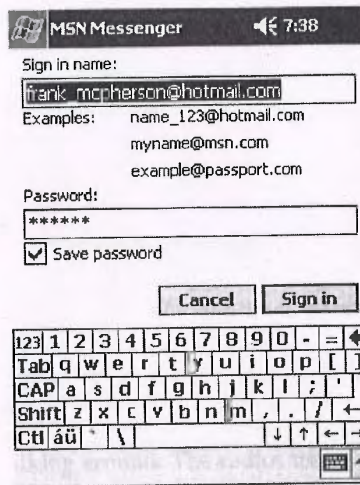 MSN Messenger 7:38
Sign in name:
frank_mcpherson@hotmail.com
Examples: name_123@hotmail.com
myname@msn.com
example@passport.com
Password:
******
Save password
Cancel Sign in
123 1 2 3 4 5 6 7 8 9 0 - =
Tab q w e r t y u i o p [ ]
CAP a s d f g h j k l ; '
Shift z x c v b n m , . /
Ctl áü ` \ ↓ ↑ ← →